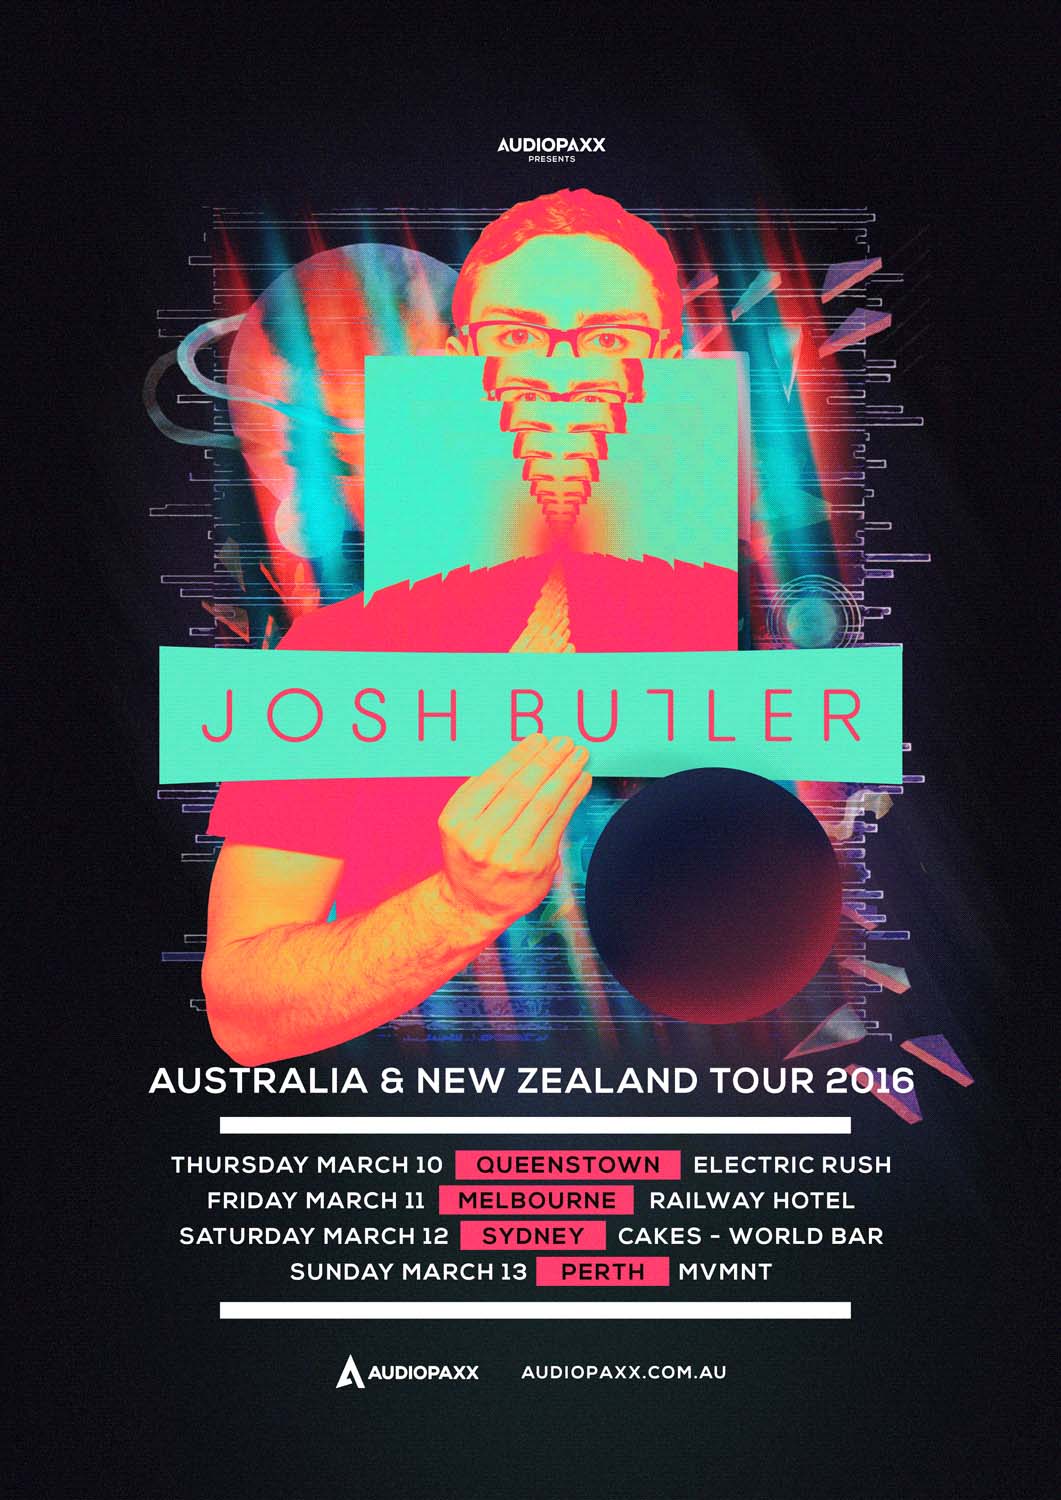 AUDIOPAXX
PRESENTS
JOSH BUTLER
AUSTRALIA & NEW ZEALAND TOUR 2016
THURSDAY MARCH 10 QUEENSTOWN ELECTRIC RUSH
FRIDAY MARCH 11 MELBOURNE RAILWAY HOTEL
SATURDAY MARCH 12 SYDNEY CAKES - WORLD BAR
SUNDAY MARCH 13 PERTH MVMNT
AUDIOPAXX AUDIOPAXX.COM.AU